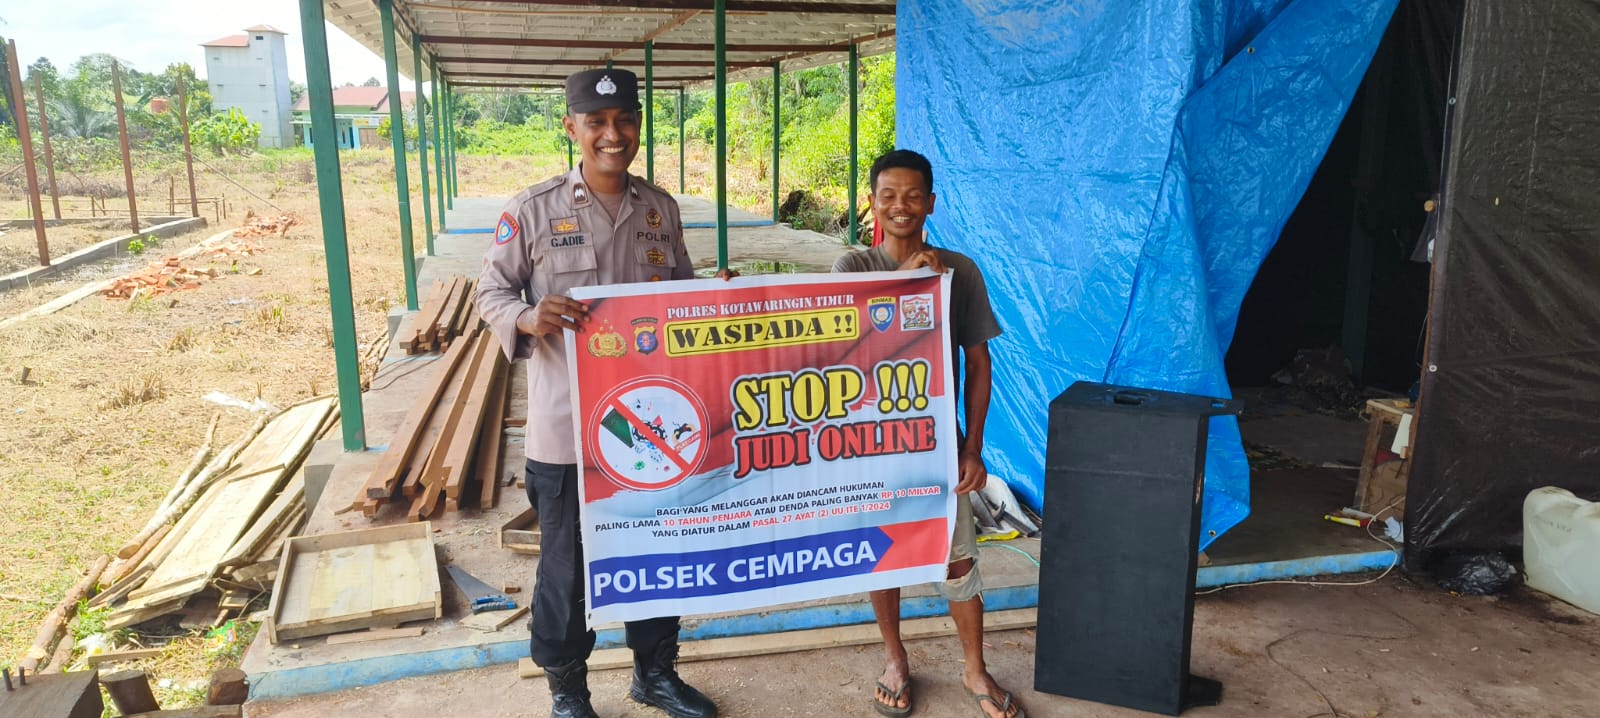 G.ADIE
POLRI
POLRES KOTAWARINGIN TIMUR
WASPADA !!
BINMAS
STOP !!!
JUDI ONLINE
BAGI YANG MELANGGAR AKAN DIANCAM HUKUMAN
PALING LAMA 10 TAHUN PENJARA ATAU DENDA PALING BANYAK RP. 10 MILYAR
YANG DIATUR DALAM PASAL 27 AYAT (2) UU ITE 1/2024
POLSEK CEMPAGA